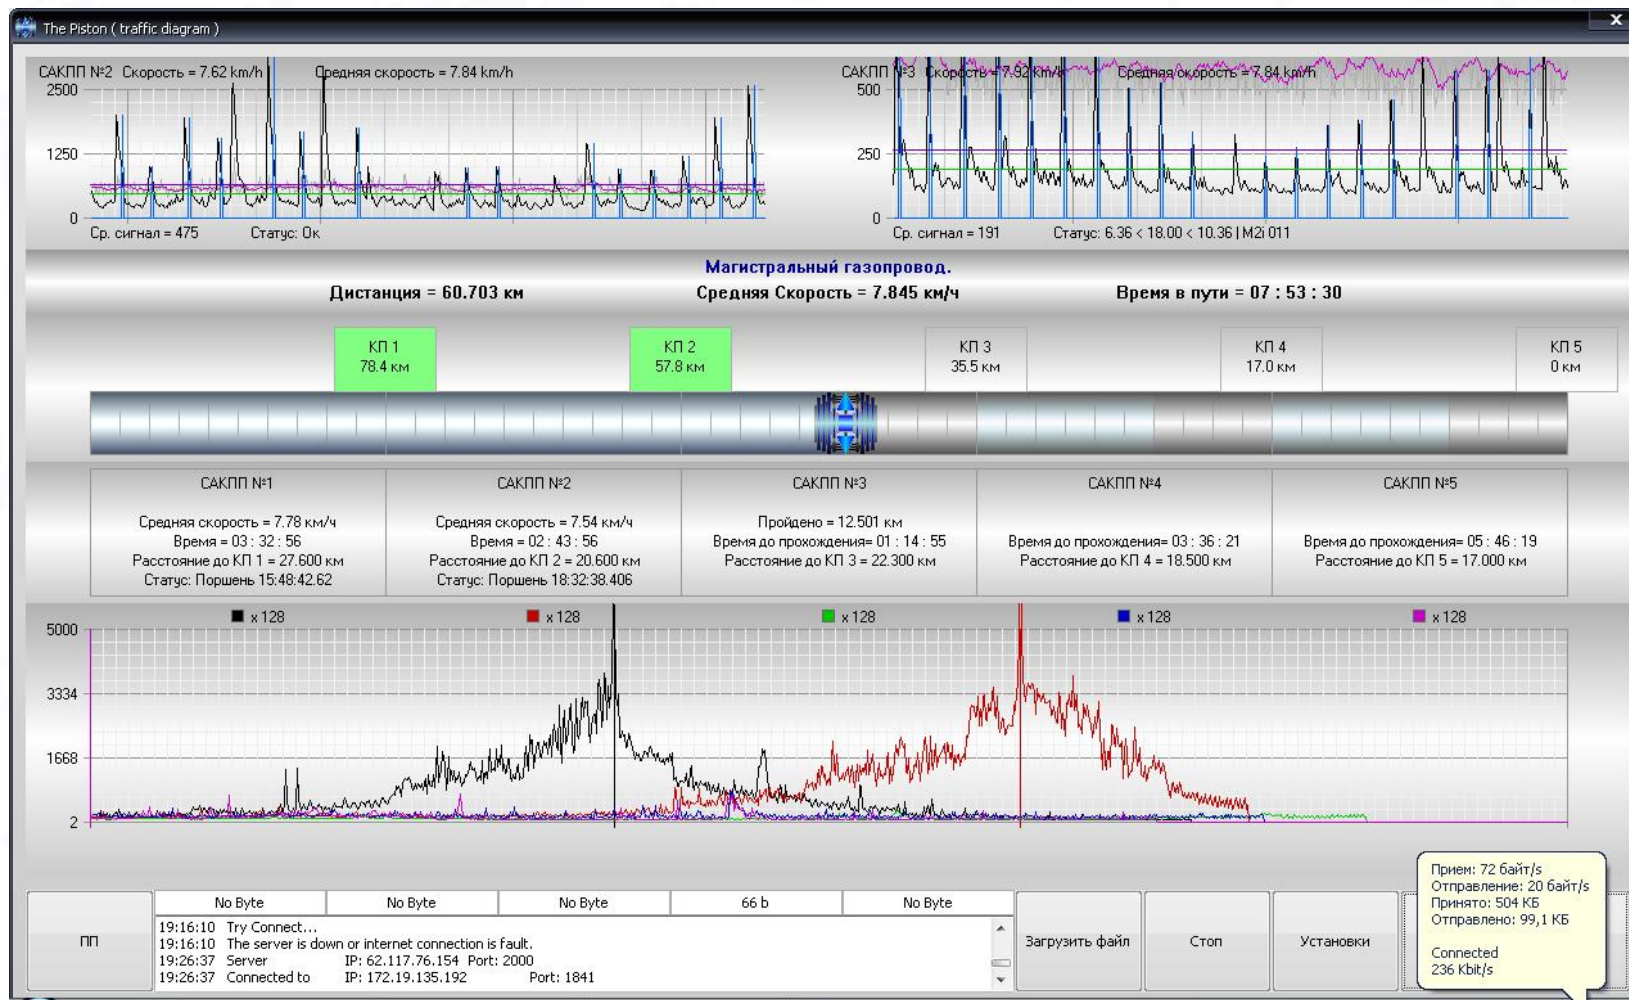 The Piston ( traffic diagram )
x
САКПП №2 Скорость = 7.62 km/h Средняя скорость = 7.84 km/h
2500
1250
0
Ср. сигнал = 475 Статус: Ок
САКПП №3 Скорость = 7.92 km/h Средняя скорость = 7.84 km/h
500
250
0
Ср. сигнал = 191 Статус: 6.36 < 18.00 < 10.36 | M2i 011
Магистральный газопровод.
Дистанция = 60.703 км Средняя Скорость = 7.845 км/ч Время в пути = 07 : 53 : 30
КП 1
78.4 км
КП 2
57.8 км
КП 3
35.5 км
КП 4
17.0 км
КП 5
0 км
САКПП №1
Средняя скорость = 7.78 км/ч
Время = 03 : 32 : 56
Расстояние до КП 1 = 27.600 км
Статус: Поршень 15:48:42.62
САКПП №2
Средняя скорость = 7.54 км/ч
Время = 02 : 43 : 56
Расстояние до КП 2 = 20.600 км
Статус: Поршень 18:32:38.406
САКПП №3
Пройдено = 12.501 км
Время до прохождения= 01 : 14 : 55
Расстояние до КП 3 = 22.300 км
САКПП №4
Время до прохождения= 03 : 36 : 21
Расстояние до КП 4 = 18.500 км
САКПП №5
Время до прохождения= 05 : 46 : 19
Расстояние до КП 5 = 17.000 км
x 128 x 128 x 128 x 128 x 128
5000
3334
1668
2
ПП
No Byte No Byte No Byte 66 b No Byte
19:16:10 Try Connect...
19:16:10 The server is down or internet connection is fault.
19:26:37 Server IP: 62.117.76.154 Port: 2000
19:26:37 Connected to IP: 172.19.135.192 Port: 1841
Загрузить файл
Стоп
Установки
Прием: 72 байт/s
Отправление: 20 байт/s
Принято: 504 КБ
Отправлено: 99,1 КБ
Connected
236 Kbit/s